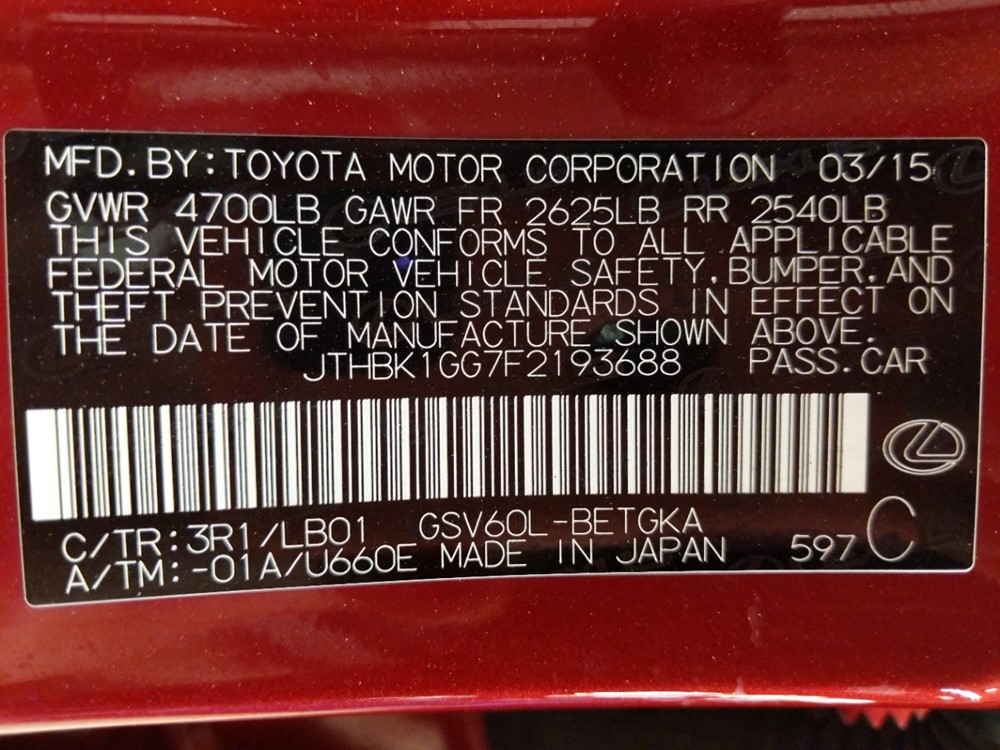 MFD.BY:TOYOTA MOTOR CORPORATION 03/15
GVWR 4700LB GAWR FR 2625LB RR 2540LB
THIS VEHICLE CONFORMS TO ALL APPLICABLE
FEDERAL MOTOR VEHICLE SAFETY,BUMPER,AND
THEFT PREVENTION STANDARDS IN EFFECT ON
THE DATE OF MANUFACTURE SHOWN ABOVE.
JTHBK1GG7F2193688 PASS.CAR
C/TR:3R1/LB01 GSV60L-BETGKA
A/TM:-01A/U660E MADE IN JAPAN 597 C